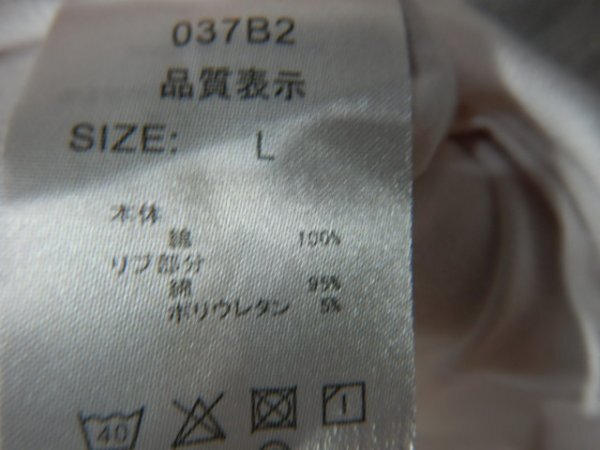 037B2
品質表示
SIZE: L
本体
綿 100%
リブ部分
綿 95%
ポリウレタン 5%
40